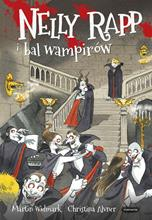 NELLY RAPP
i bal wampirów
Martin Widmark Christina Alvner